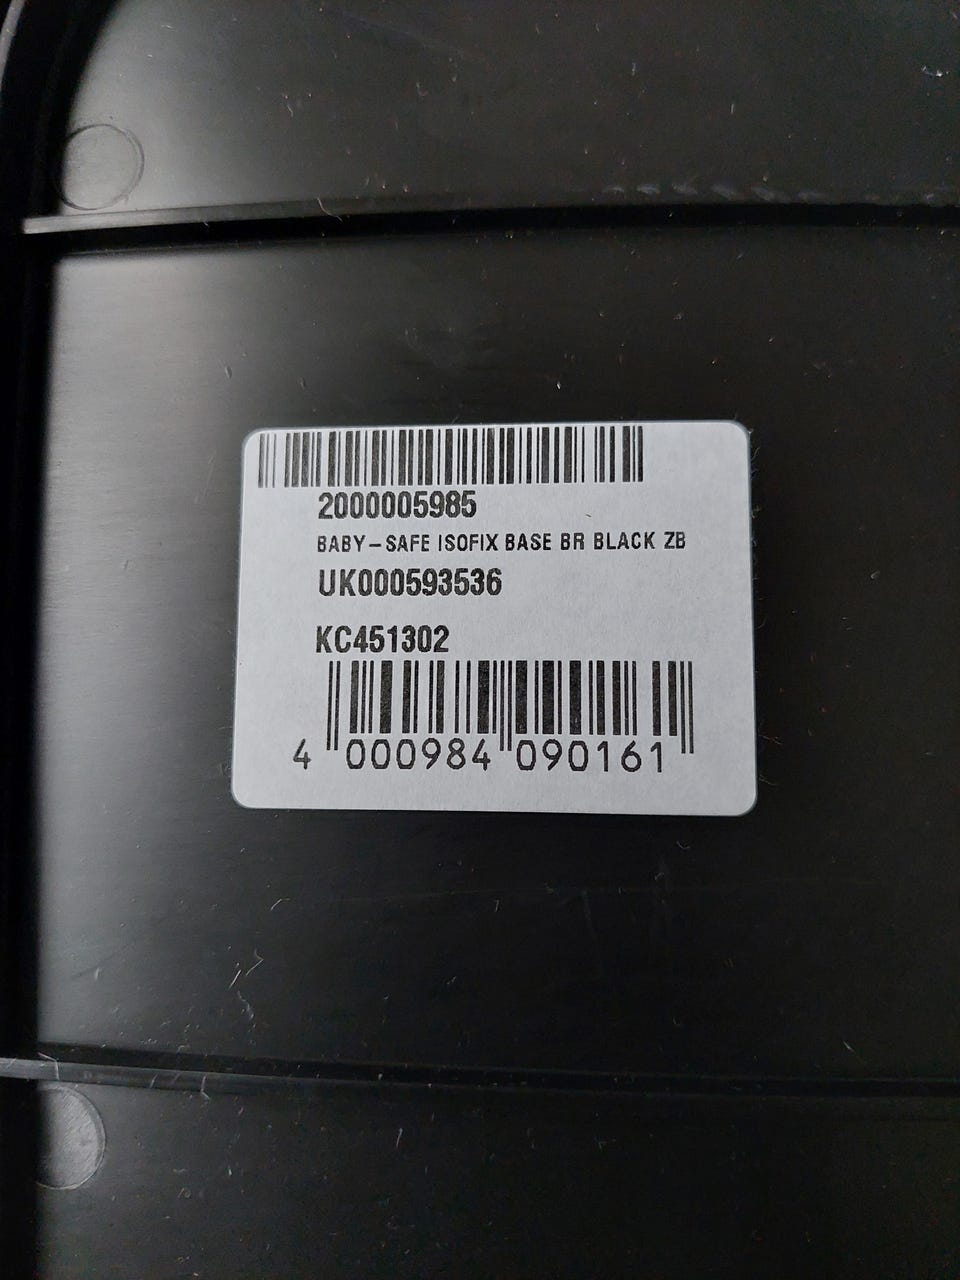 2000005985
BABY-SAFE ISOFIX BASE BR BLACK ZB
UK000593536
KC451302
4 000984 090161